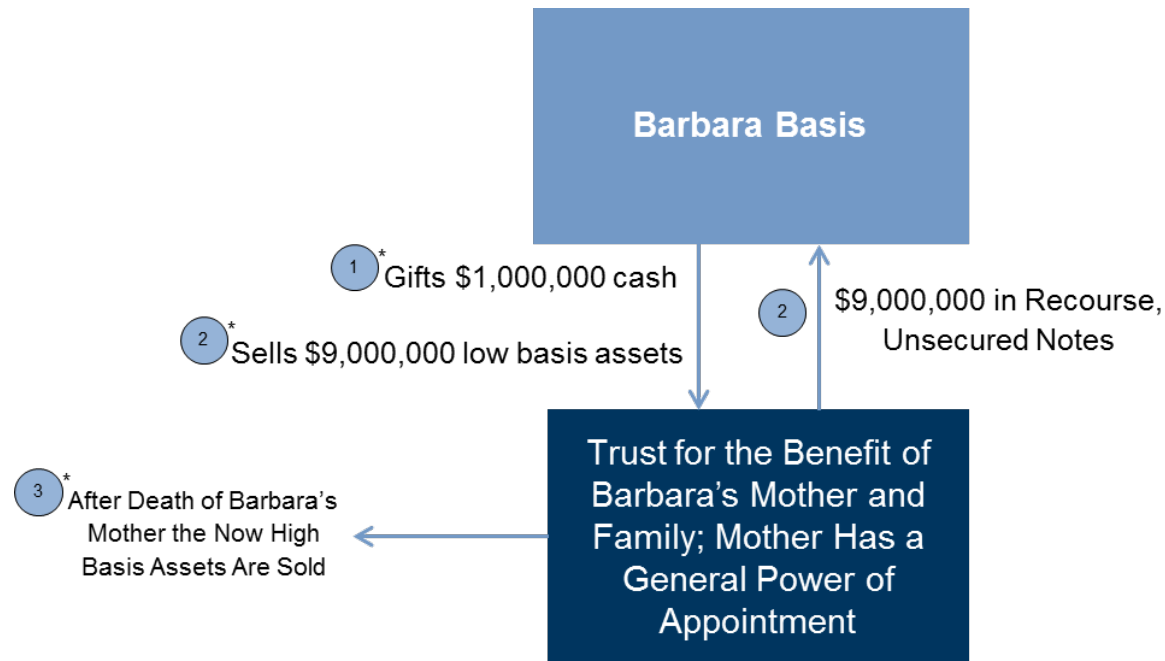 Barbara Basis
1 * Gifts $1,000,000 cash
2 * Sells $9,000,000 low basis assets
2 $9,000,000 in Recourse,
Unsecured Notes
Trust for the Benefit of
Barbara’s Mother and
Family; Mother Has a
General Power of
Appointment
3 * After Death of Barbara’s
Mother the Now High
Basis Assets Are Sold